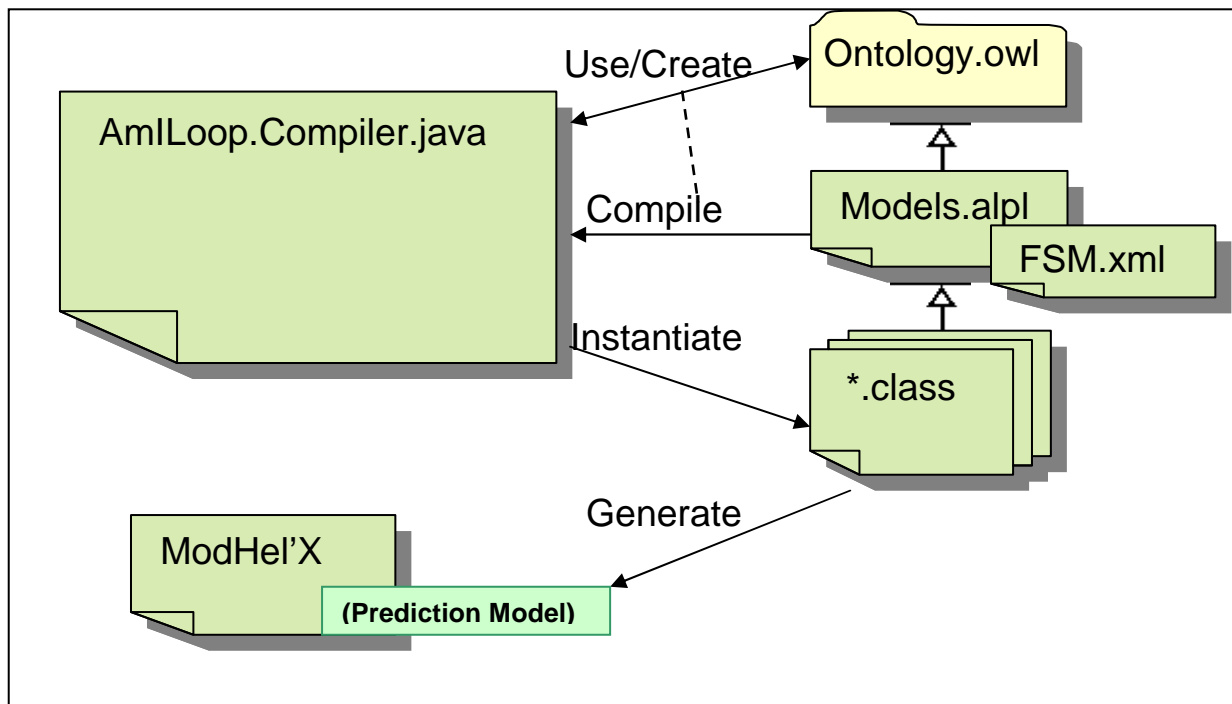 Ontology.owl
Use/Create
AmILoop.Compiler.java
Models.alpl
Compile
FSM.xml
Instantiate
*.class
Generate
ModHel’X
(Prediction Model)